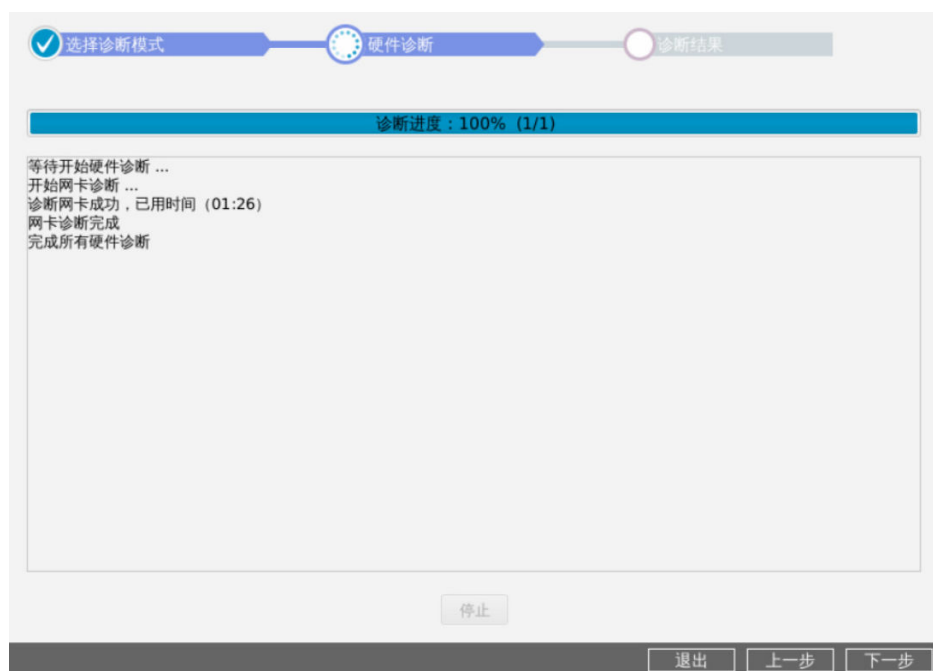 选择诊断模式
硬件诊断
诊断结果
诊断进度：100% (1/1)
等待开始硬件诊断 ...
开始网卡诊断 ...
诊断网卡成功，已用时间（01:26）
网卡诊断完成
完成所有硬件诊断
停止
退出
上一步
下一步